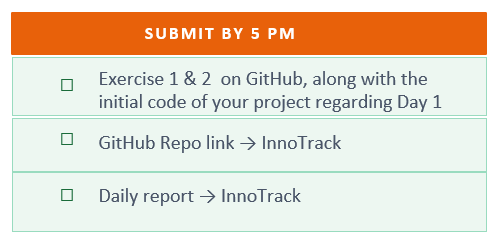 SUBMIT BY 5 PM
☐ Exercise 1 & 2 on GitHub, along with the
initial code of your project regarding Day 1
☐ GitHub Repo link → InnoTrack
☐ Daily report → InnoTrack